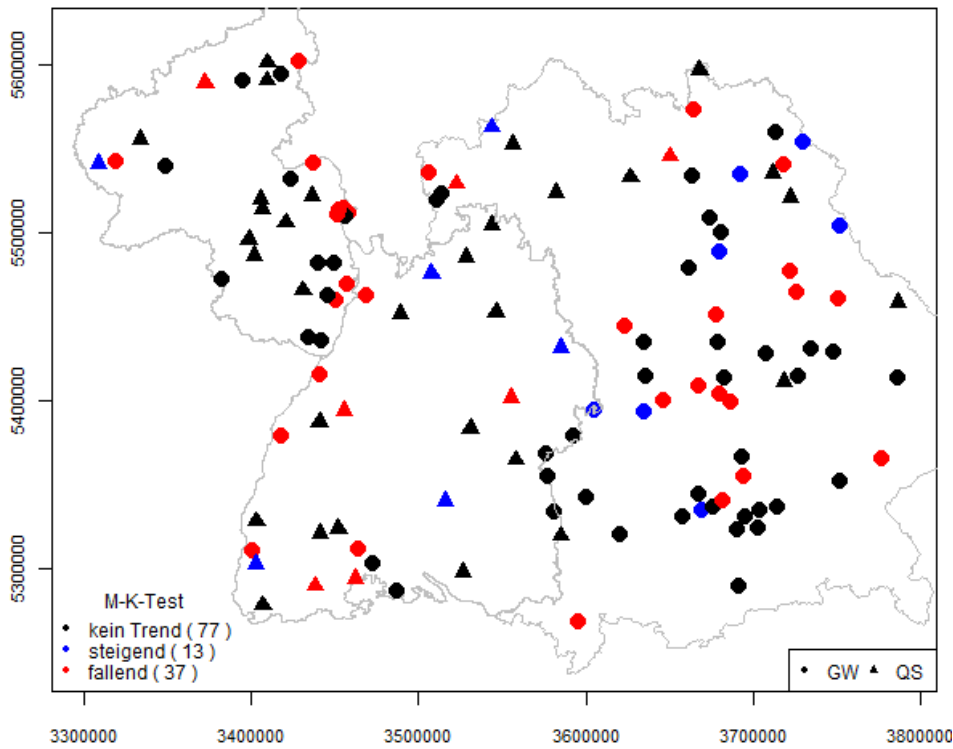 5600000
5500000
5400000
5300000
M-K-Test
kein Trend ( 77 )
steigend ( 13 )
fallend ( 37 )
GW QS
3300000 3400000 3500000 3600000 3700000 3800000